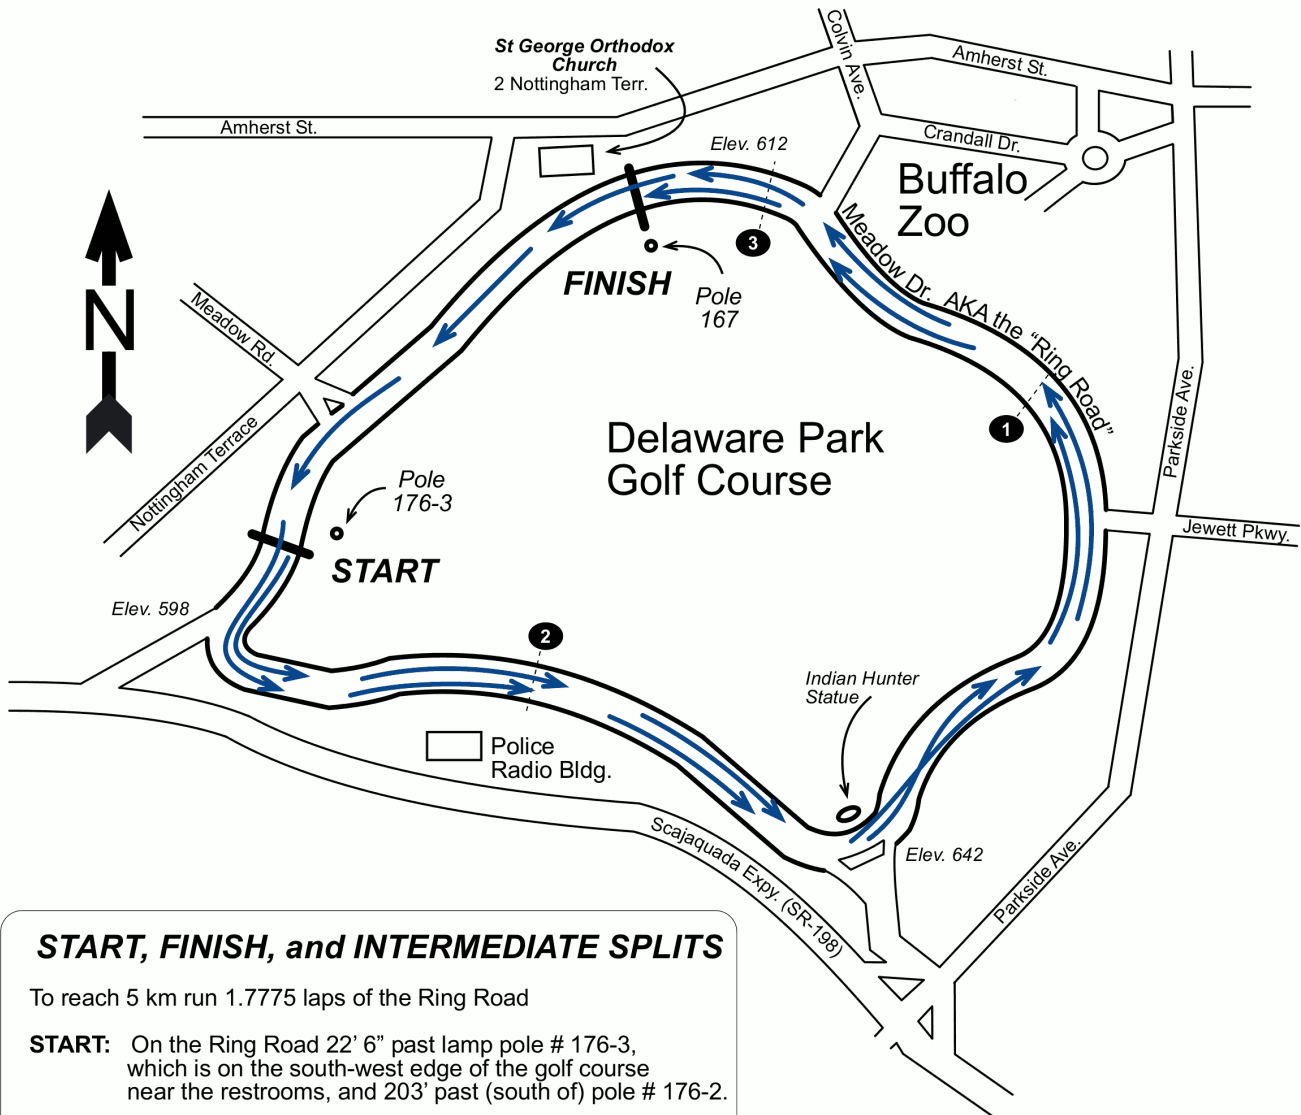 St George Orthodox
Church
2 Nottingham Terr.
Colvin Ave.
Amherst St.
Amherst St.
Elev. 612
Crandall Dr.
Buffalo
Zoo
3
FINISH
Pole
167
Meadow Dr. AKA the “Ring Road”
N
Meadow Rd.
Nottingham Terrace
Parkside Ave.
1
Delaware Park
Golf Course
Pole
176-3
START
Jewett Pkwy.
Elev. 598
2
Indian Hunter
Statue
Police
Radio Bldg.
Scajaquada Expy. (SR-198)
Elev. 642
Parkside Ave.
START, FINISH, and INTERMEDIATE SPLITS
To reach 5 km run 1.7775 laps of the Ring Road
START: On the Ring Road 22’ 6” past lamp pole # 176-3,
which is on the south-west edge of the golf course
near the restrooms, and 203’ past (south of) pole # 176-2.